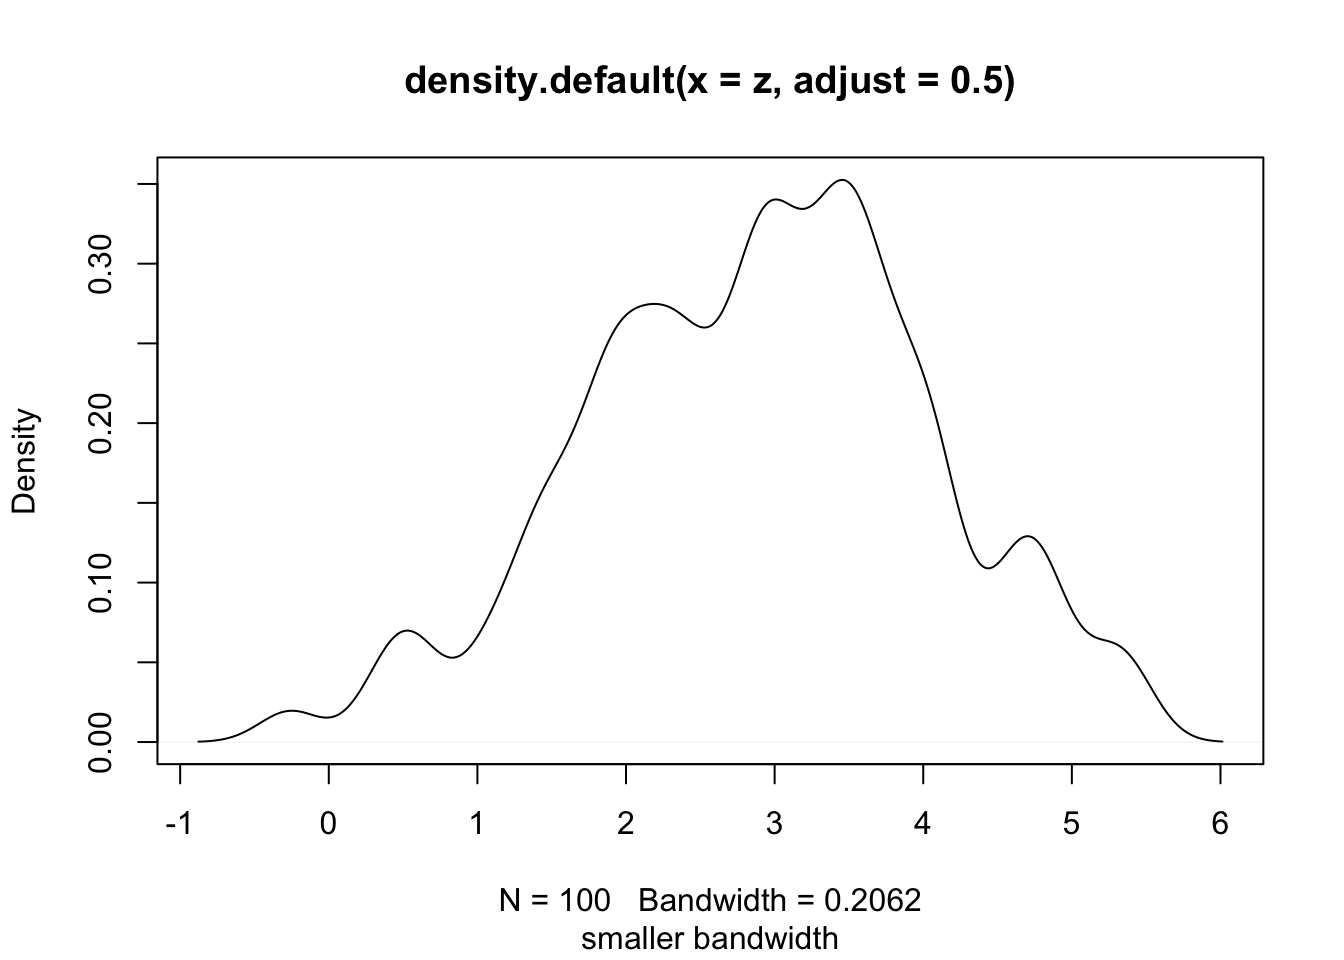 density.default(x = z, adjust = 0.5)
Density
0.30
0.20
0.10
0.00
-1 0 1 2 3 4 5 6
N = 100 Bandwidth = 0.2062
smaller bandwidth